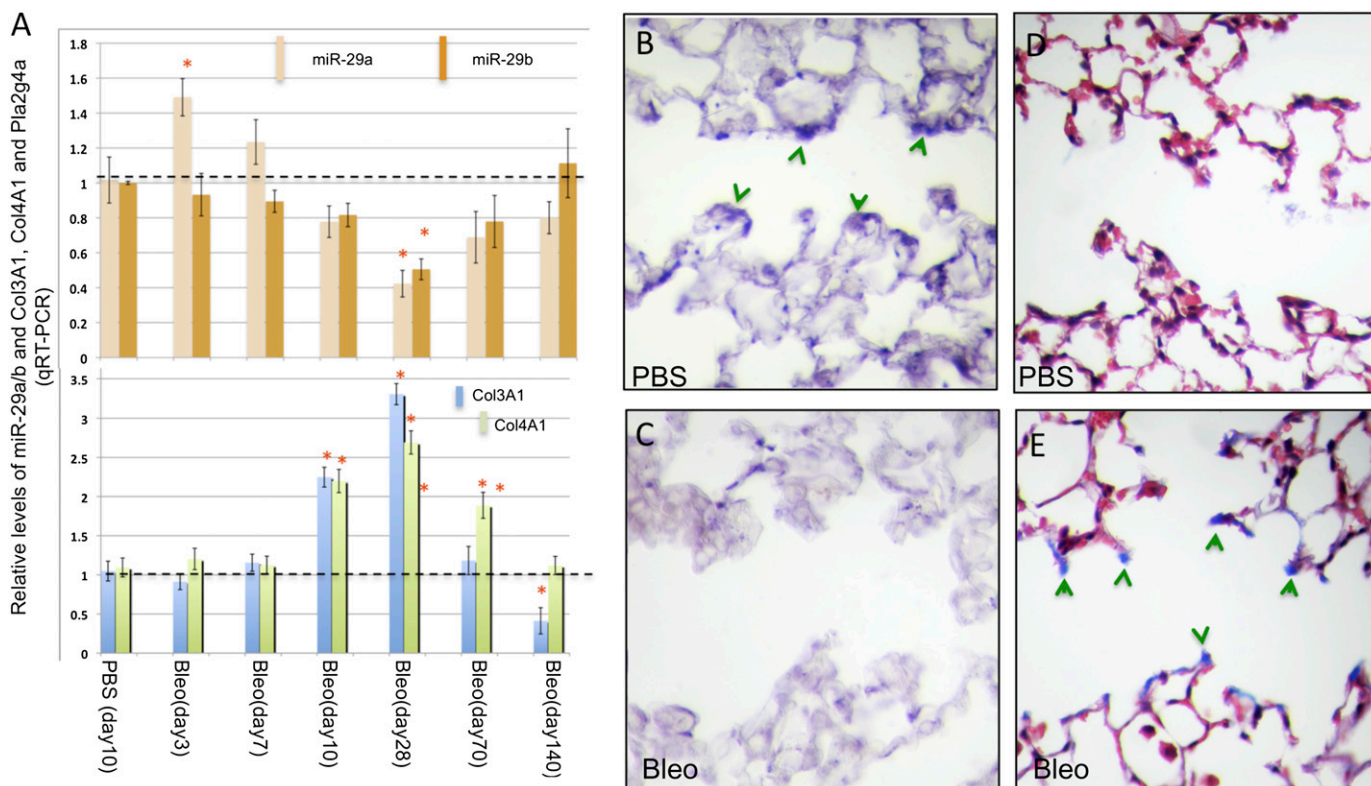 A
Relative levels of miR-29a/b and Col3A1, Col4A1 and Pla2g4a
(qRT-PCR)
1.8
1.6
1.4
1.2
1
0.8
0.6
0.4
0.2
0
miR-29a
miR-29b
*
*
*
3.5
3
2.5
2
1.5
1
0.5
0
Col3A1
Col4A1
* *
*
*
*
* *
*
PBS (day10)
Bleo(day3)
Bleo(day7)
Bleo(day10)
Bleo(day28)
Bleo(day70)
Bleo(day140)
B
PBS
C
Bleo
D
PBS
E
Bleo